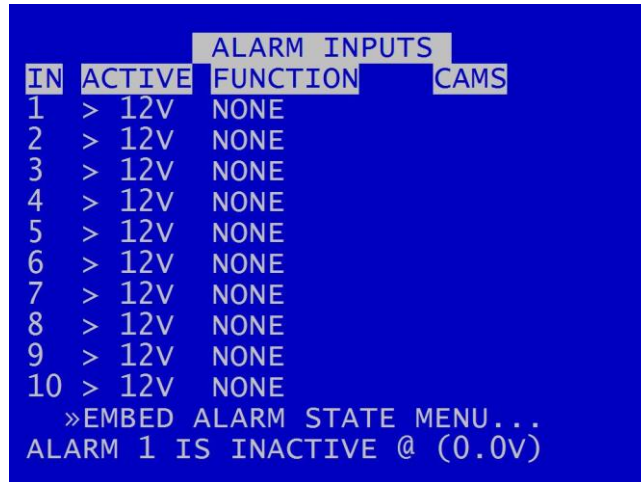 ALARM INPUTS
IN ACTIVE FUNCTION CAMS
1 > 12V NONE
2 > 12V NONE
3 > 12V NONE
4 > 12V NONE
5 > 12V NONE
6 > 12V NONE
7 > 12V NONE
8 > 12V NONE
9 > 12V NONE
10 > 12V NONE
»EMBED ALARM STATE MENU...
ALARM 1 IS INACTIVE @ (0.0V)